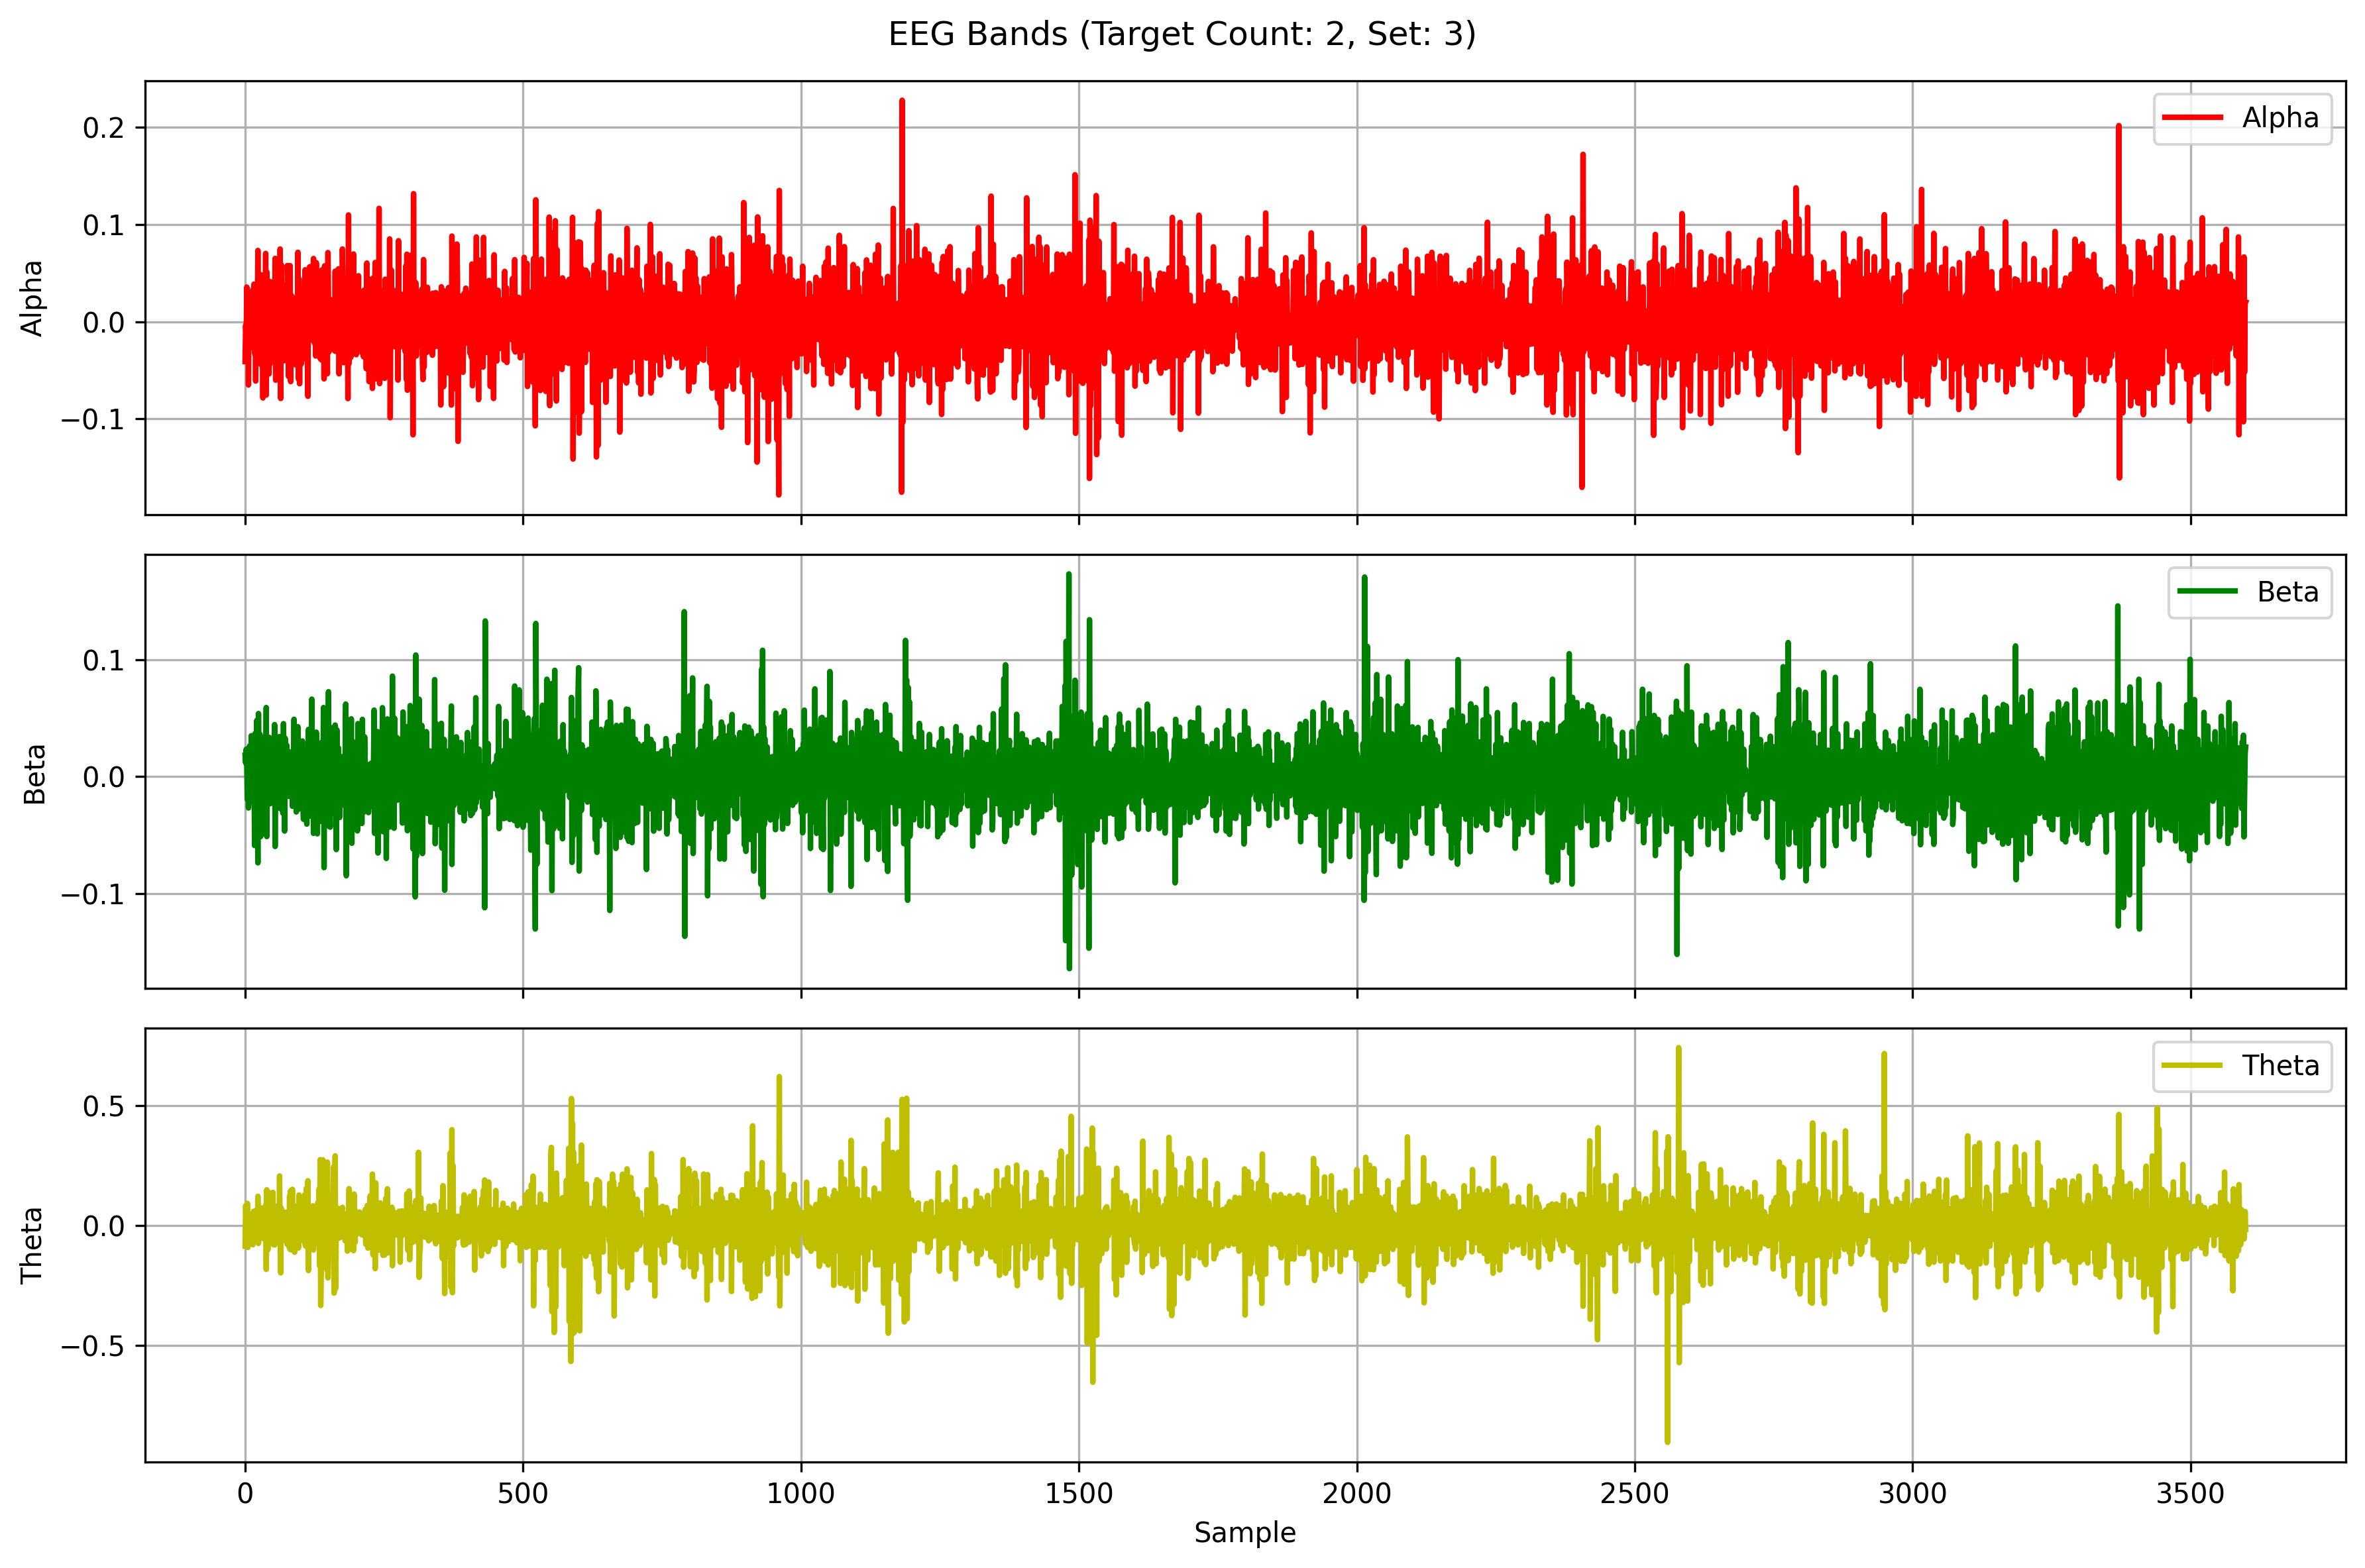 EEG Bands (Target Count: 2, Set: 3)
Alpha
0.2
0.1
0.0
−0.1
Alpha
Beta
0.1
0.0
−0.1
Beta
Theta
0.5
0.0
−0.5
Theta
0 500 1000 1500 2000 2500 3000 3500
Sample